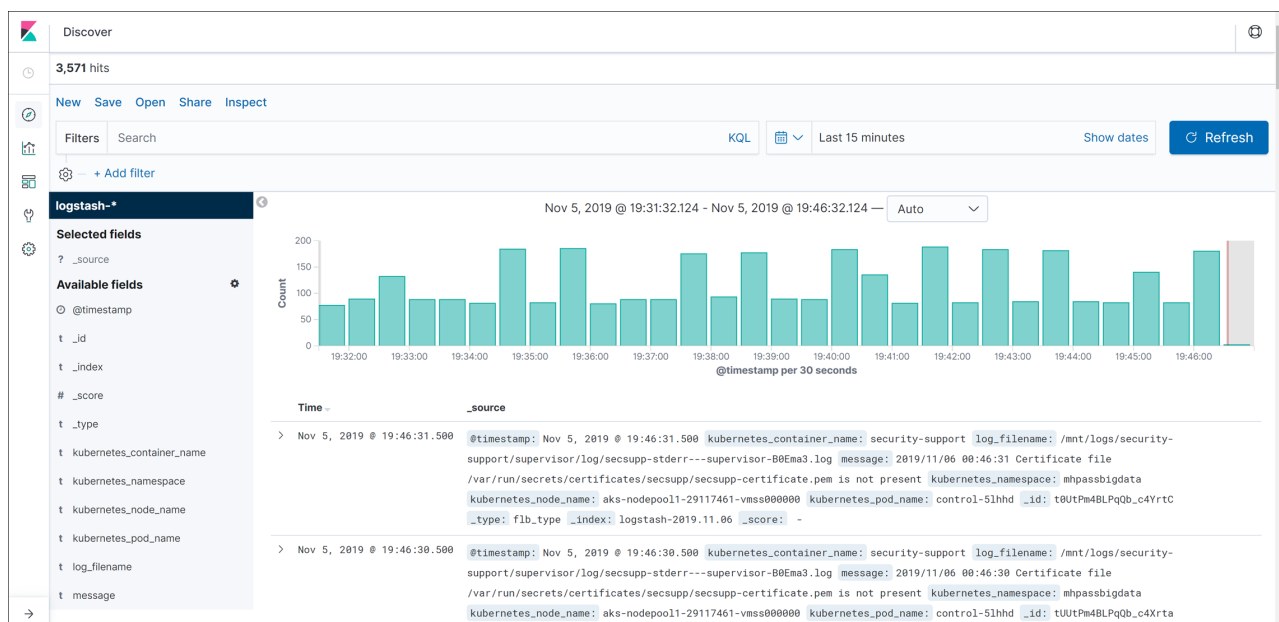 Discover
3,571 hits
New Save Open Share Inspect
Filters Search KQL Last 15 minutes Show dates Refresh
+ Add filter
logstash-*
Selected fields
? _source
Available fields
@timestamp
t _id
t _index
# _score
t _type
t kubernetes_container_name
t kubernetes_namespace
t kubernetes_node_name
t kubernetes_pod_name
t log_filename
t message
Nov 5, 2019 @ 19:31:32.124 - Nov 5, 2019 @ 19:46:32.124 — Auto
Count
200
150
100
50
0
19:32:00 19:33:00 19:34:00 19:35:00 19:36:00 19:37:00 19:38:00 19:39:00 19:40:00 19:41:00 19:42:00 19:43:00 19:44:00 19:45:00 19:46:00
@timestamp per 30 seconds
Time _source
Nov 5, 2019 @ 19:46:31.500 @timestamp: Nov 5, 2019 @ 19:46:31.500 kubernetes_container_name: security-support log_filename: /mnt/logs/security-
support/supervisor/log/secsupp-stderr---supervisor-B0Ema3.log message: 2019/11/06 00:46:31 Certificate file
/var/run/secrets/certificates/secsupp/secsupp-certificate.pem is not present kubernetes_namespace: mhpassbigdata
kubernetes_node_name: aks-nodepool1-29117461-vmss000000 kubernetes_pod_name: control-5lhhd _id: t0UtPm4BLPqQb_c4YrtC
_type: flb_type _index: logstash-2019.11.06 _score: -
Nov 5, 2019 @ 19:46:30.500 @timestamp: Nov 5, 2019 @ 19:46:30.500 kubernetes_container_name: security-support log_filename: /mnt/logs/security-
support/supervisor/log/secsupp-stderr---supervisor-B0Ema3.log message: 2019/11/06 00:46:30 Certificate file
/var/run/secrets/certificates/secsupp/secsupp-certificate.pem is not present kubernetes_namespace: mhpassbigdata
kubernetes_node_name: aks-nodepool1-29117461-vmss000000 kubernetes_pod_name: control-5lhhd _id: tUUtPm4BLPqQb_c4Xrta